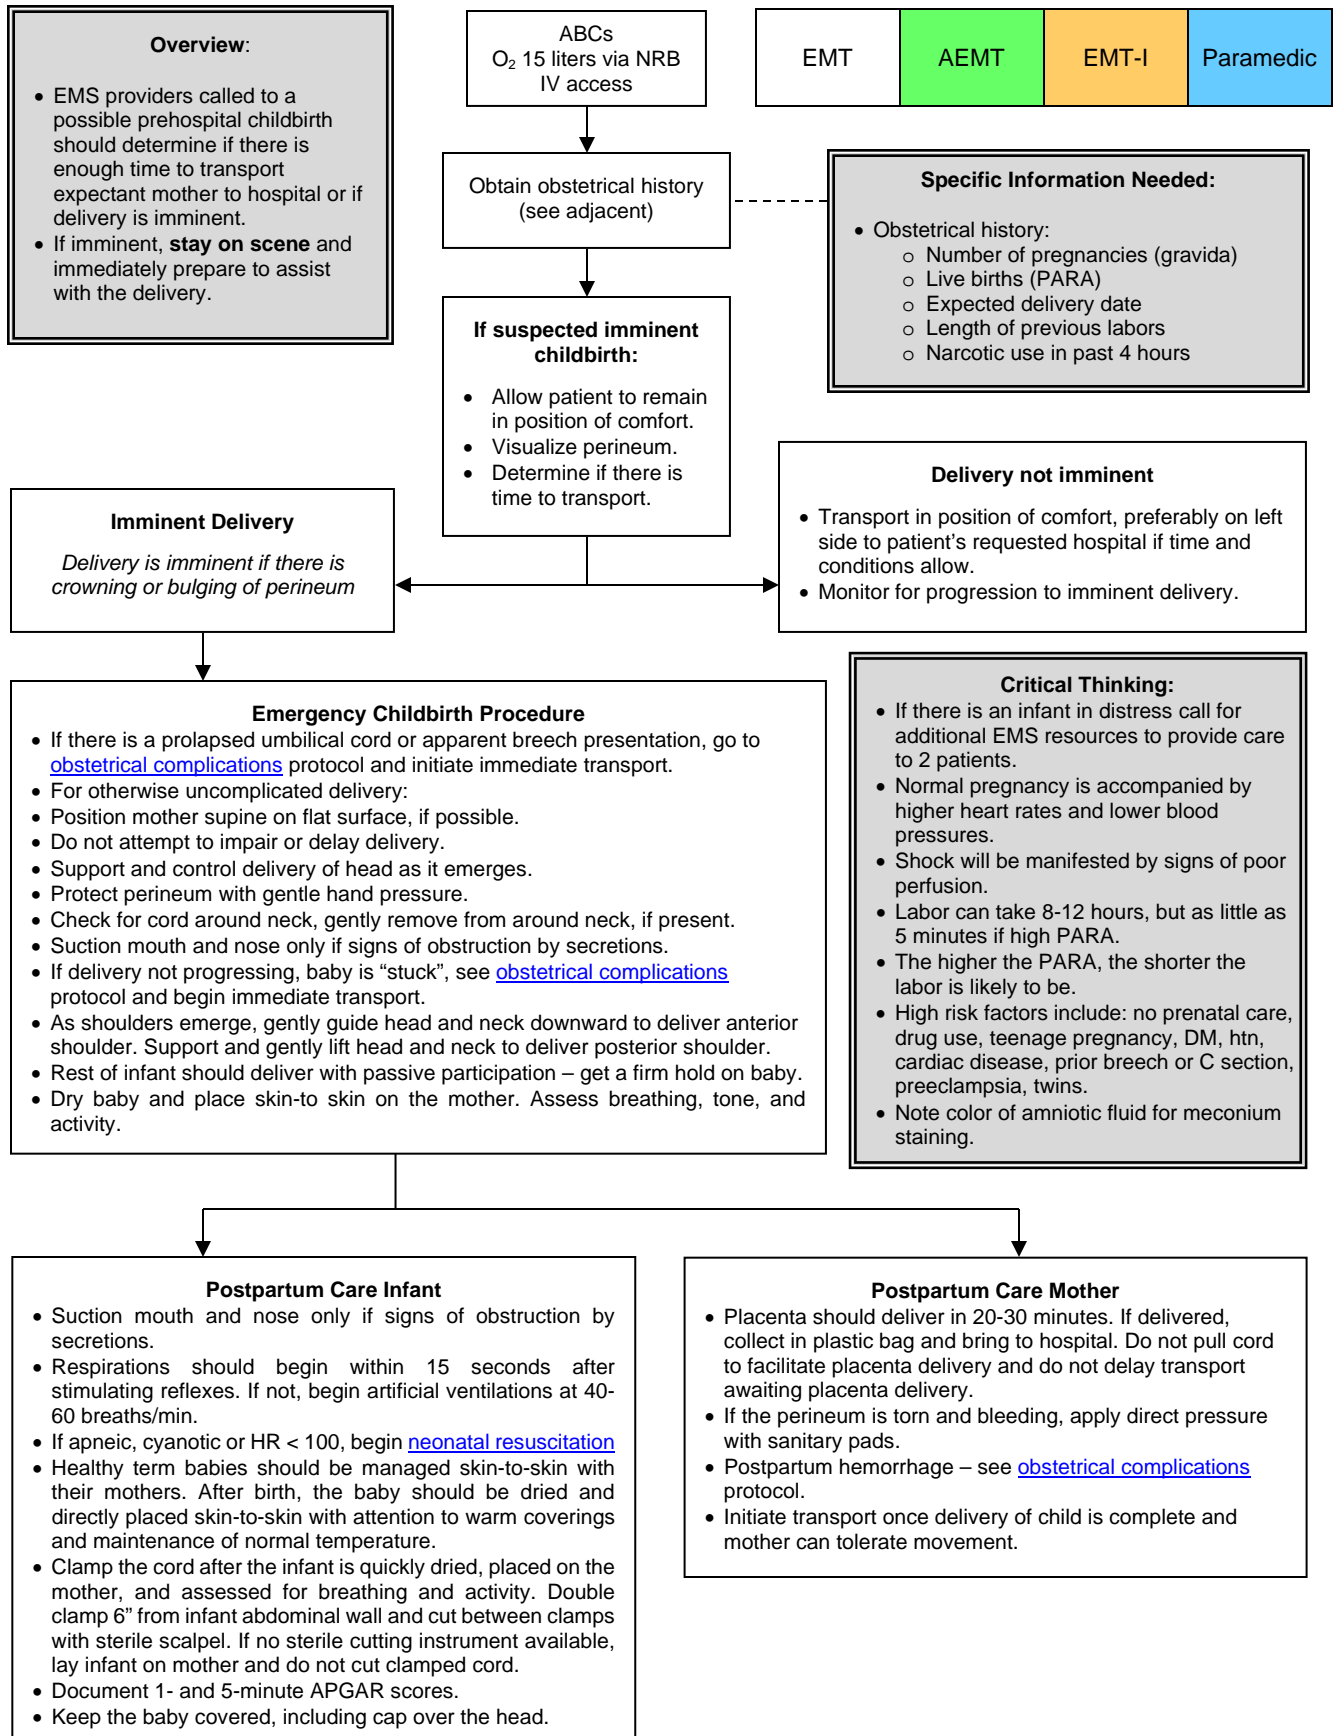 Overview:
• EMS providers called to a
possible prehospital childbirth
should determine if there is
enough time to transport
expectant mother to hospital or if
delivery is imminent.
• If imminent, stay on scene and
immediately prepare to assist
with the delivery.
ABCs
O₂ 15 liters via NRB
IV access
EMT
AEMT
EMT-I
Paramedic
Obtain obstetrical history
(see adjacent)
Specific Information Needed:
• Obstetrical history:
o Number of pregnancies (gravida)
o Live births (PARA)
o Expected delivery date
o Length of previous labors
o Narcotic use in past 4 hours
If suspected imminent
childbirth:
• Allow patient to remain
in position of comfort.
• Visualize perineum.
• Determine if there is
time to transport.
Imminent Delivery
Delivery is imminent if there is
crowning or bulging of perineum
Delivery not imminent
• Transport in position of comfort, preferably on left
side to patient's requested hospital if time and
conditions allow.
• Monitor for progression to imminent delivery.
Emergency Childbirth Procedure
• If there is a prolapsed umbilical cord or apparent breech presentation, go to
obstetrical complications protocol and initiate immediate transport.
• For otherwise uncomplicated delivery:
• Position mother supine on flat surface, if possible.
• Do not attempt to impair or delay delivery.
• Support and control delivery of head as it emerges.
• Protect perineum with gentle hand pressure.
• Check for cord around neck, gently remove from around neck, if present.
• Suction mouth and nose only if signs of obstruction by secretions.
• If delivery not progressing, baby is “stuck”, see obstetrical complications
protocol and begin immediate transport.
• As shoulders emerge, gently guide head and neck downward to deliver anterior
shoulder. Support and gently lift head and neck to deliver posterior shoulder.
• Rest of infant should deliver with passive participation – get a firm hold on baby.
• Dry baby and place skin-to skin on the mother. Assess breathing, tone, and
activity.
Critical Thinking:
• If there is an infant in distress call for
additional EMS resources to provide care
to 2 patients.
• Normal pregnancy is accompanied by
higher heart rates and lower blood
pressures.
• Shock will be manifested by signs of poor
perfusion.
• Labor can take 8-12 hours, but as little as
5 minutes if high PARA.
• The higher the PARA, the shorter the
labor is likely to be.
• High risk factors include: no prenatal care,
drug use, teenage pregnancy, DM, htn,
cardiac disease, prior breech or C section,
preeclampsia, twins.
• Note color of amniotic fluid for meconium
staining.
Postpartum Care Infant
• Suction mouth and nose only if signs of obstruction by
secretions.
• Respirations should begin within 15 seconds after
stimulating reflexes. If not, begin artificial ventilations at 40-
60 breaths/min.
• If apneic, cyanotic or HR < 100, begin neonatal resuscitation
• Healthy term babies should be managed skin-to-skin with
their mothers. After birth, the baby should be dried and
directly placed skin-to-skin with attention to warm coverings
and maintenance of normal temperature.
• Clamp the cord after the infant is quickly dried, placed on the
mother, and assessed for breathing and activity. Double
clamp 6” from infant abdominal wall and cut between clamps
with sterile scalpel. If no sterile cutting instrument available,
lay infant on mother and do not cut clamped cord.
• Document 1- and 5-minute APGAR scores.
• Keep the baby covered, including cap over the head.
Postpartum Care Mother
• Placenta should deliver in 20-30 minutes. If delivered,
collect in plastic bag and bring to hospital. Do not pull cord
to facilitate placenta delivery and do not delay transport
awaiting placenta delivery.
• If the perineum is torn and bleeding, apply direct pressure
with sanitary pads.
• Postpartum hemorrhage – see obstetrical complications
protocol.
• Initiate transport once delivery of child is complete and
mother can tolerate movement.